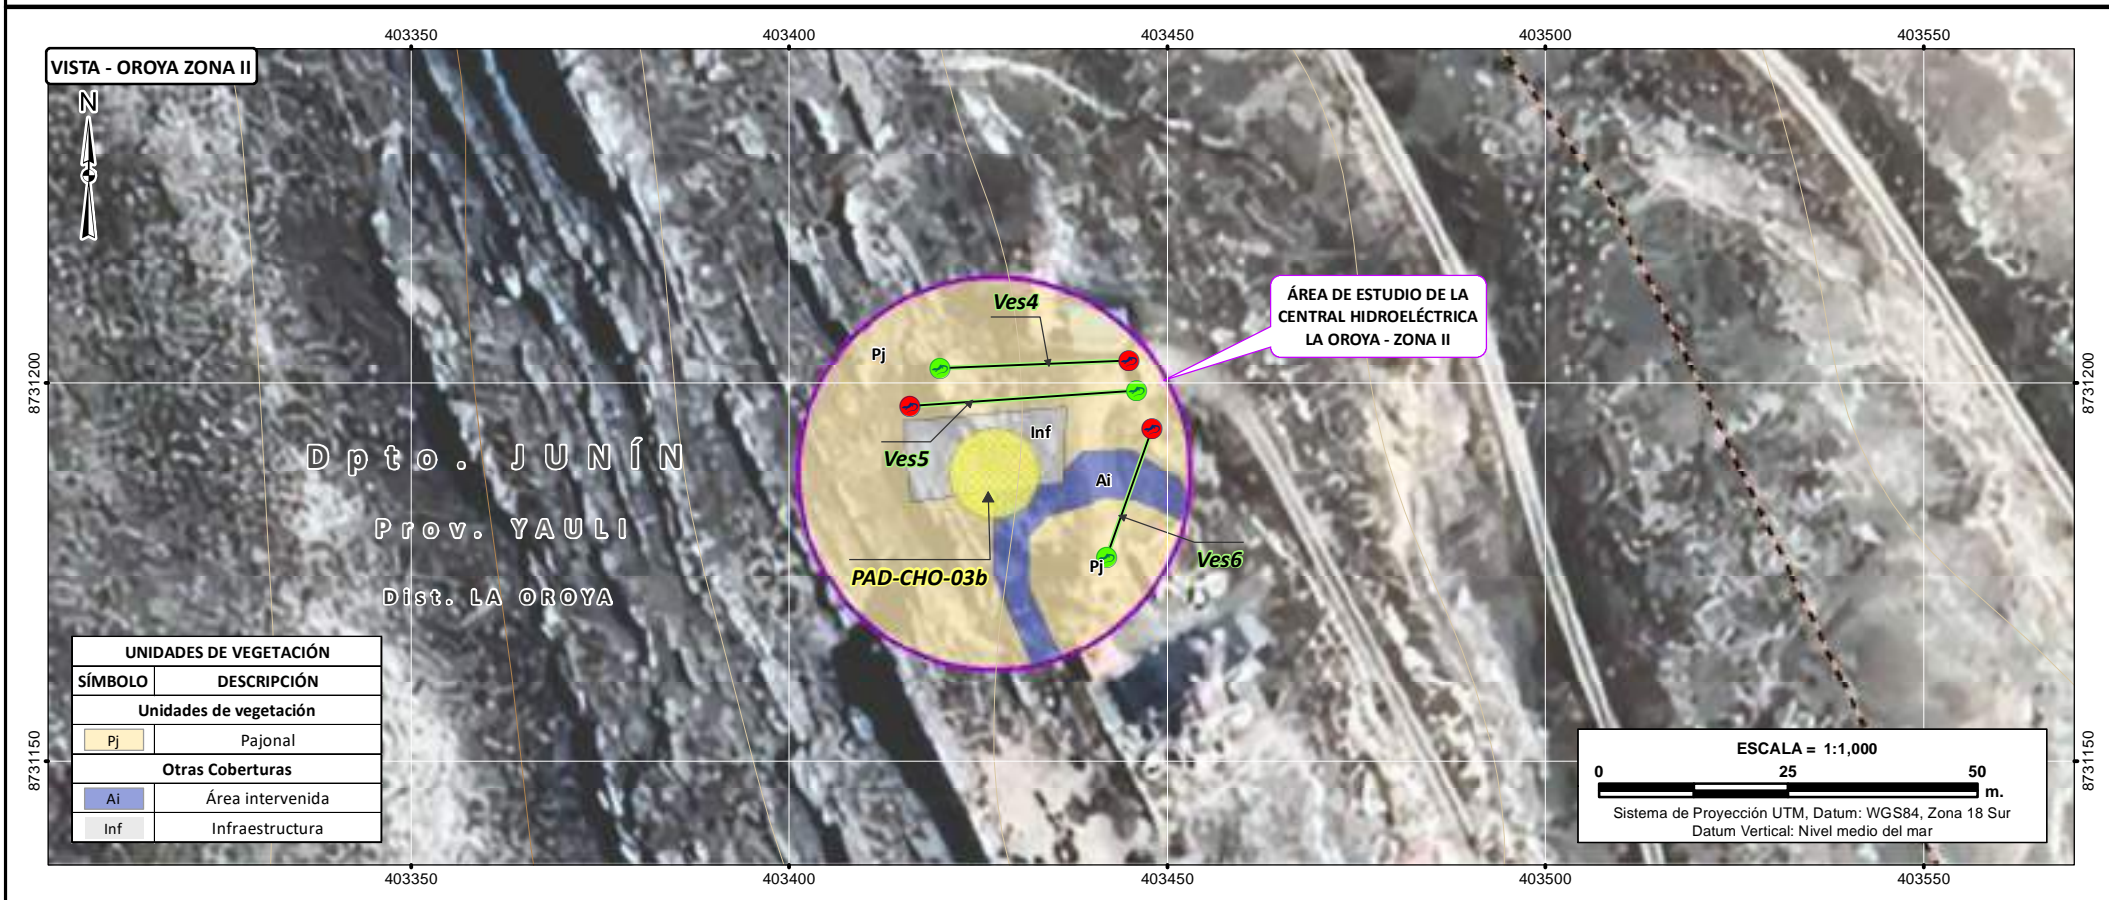 403350
403400
403450
403500
403550
VISTA - OROYA ZONA II
N
8731200
8731200
8731150
8731150
ÁREA DE ESTUDIO DE LA
CENTRAL HIDROELÉCTRICA
LA OROYA - ZONA II
Ves4
Pj
Inf
Ves5
Ai
Ves6
Pj
PAD-CHO-03b
Dpto. JUNÍN
Prov. YAULI
Dist. LA OROYA
UNIDADES DE VEGETACIÓN
SÍMBOLO DESCRIPCIÓN
Unidades de vegetación
Pj Pajonal
Otras Coberturas
Ai Área intervenida
Inf Infraestructura
ESCALA = 1:1,000
0 25 50
m.
Sistema de Proyección UTM, Datum: WGS84, Zona 18 Sur
Datum Vertical: Nivel medio del mar
403350
403400
403450
403500
403550